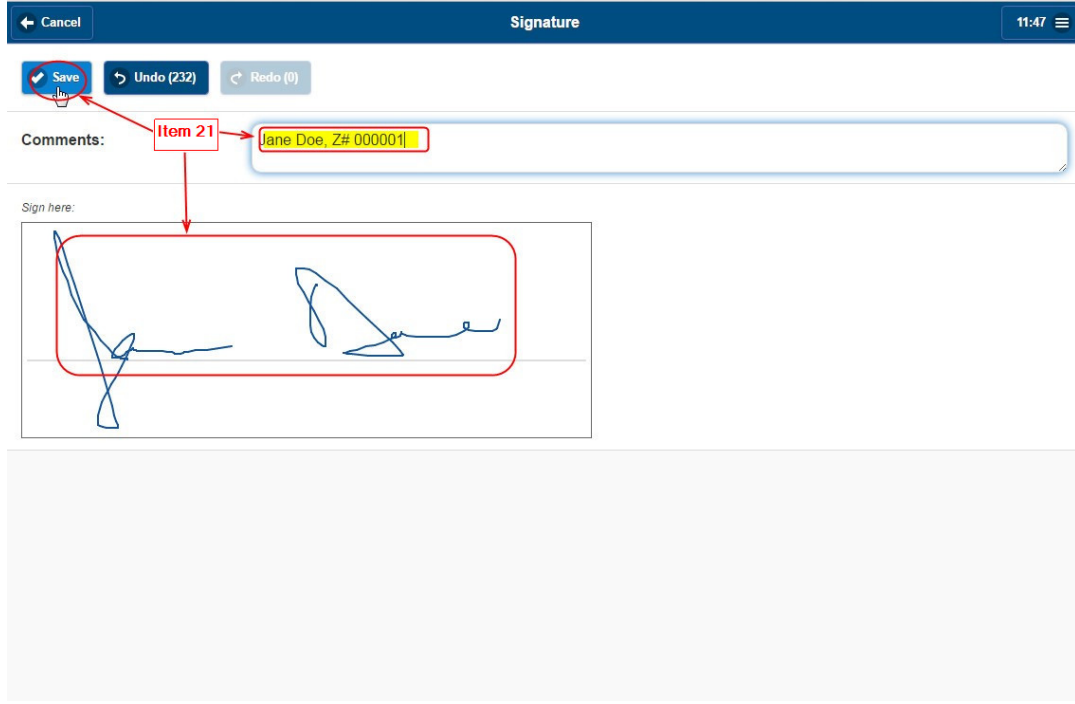 Cancel
Signature
11:47
Save
Undo (232)
Redo (0)
Item 21
Comments:
Jane Doe, Z# 000001
Sign here: